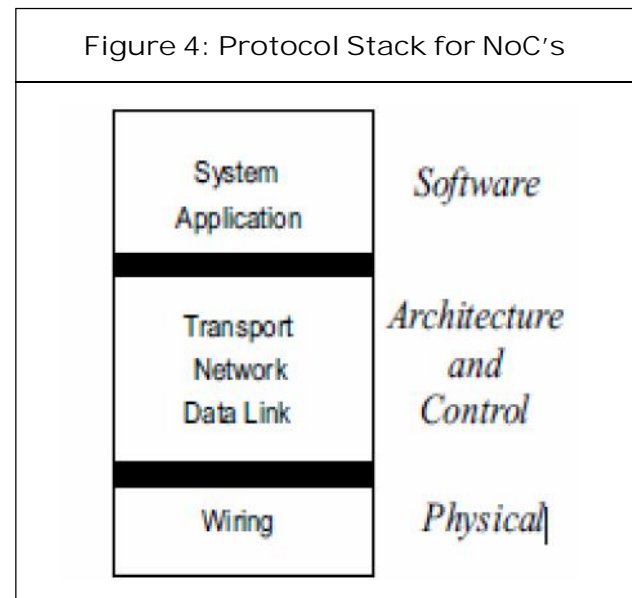 Figure 4: Protocol Stack for NoC's
System
Application
Software
Transport
Network
Data Link
Architecture
and
Control
Wiring
Physical